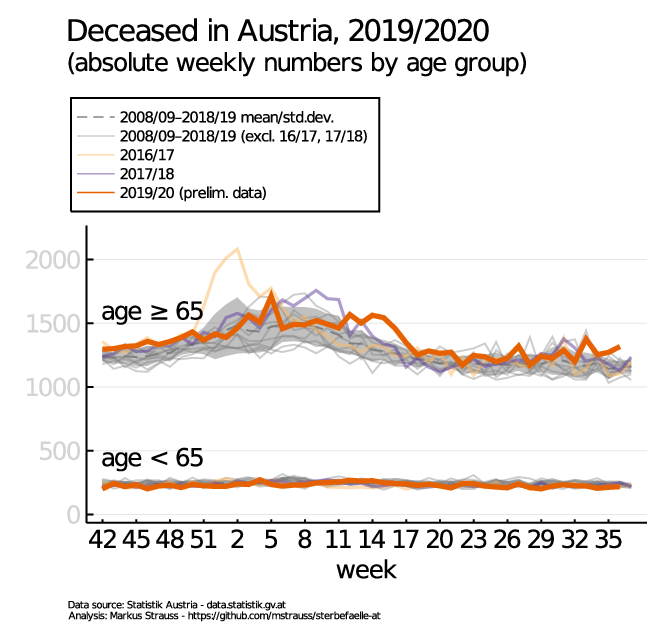 Deceased in Austria, 2019/2020
(absolute weekly numbers by age group)
2008/09–2018/19 mean/std.dev.
2008/09–2018/19 (excl. 16/17, 17/18)
2016/17
2017/18
2019/20 (prelim. data)
2000
age ≥ 65
1500
1000
age < 65
500
0
42 45 48 51 2 5 8 11 14 17 20 23 26 29 32 35
week
Data source: Statistik Austria - data.statistik.gv.at
Analysis: Markus Strauss - https://github.com/mstrauss/sterbefaelle-at